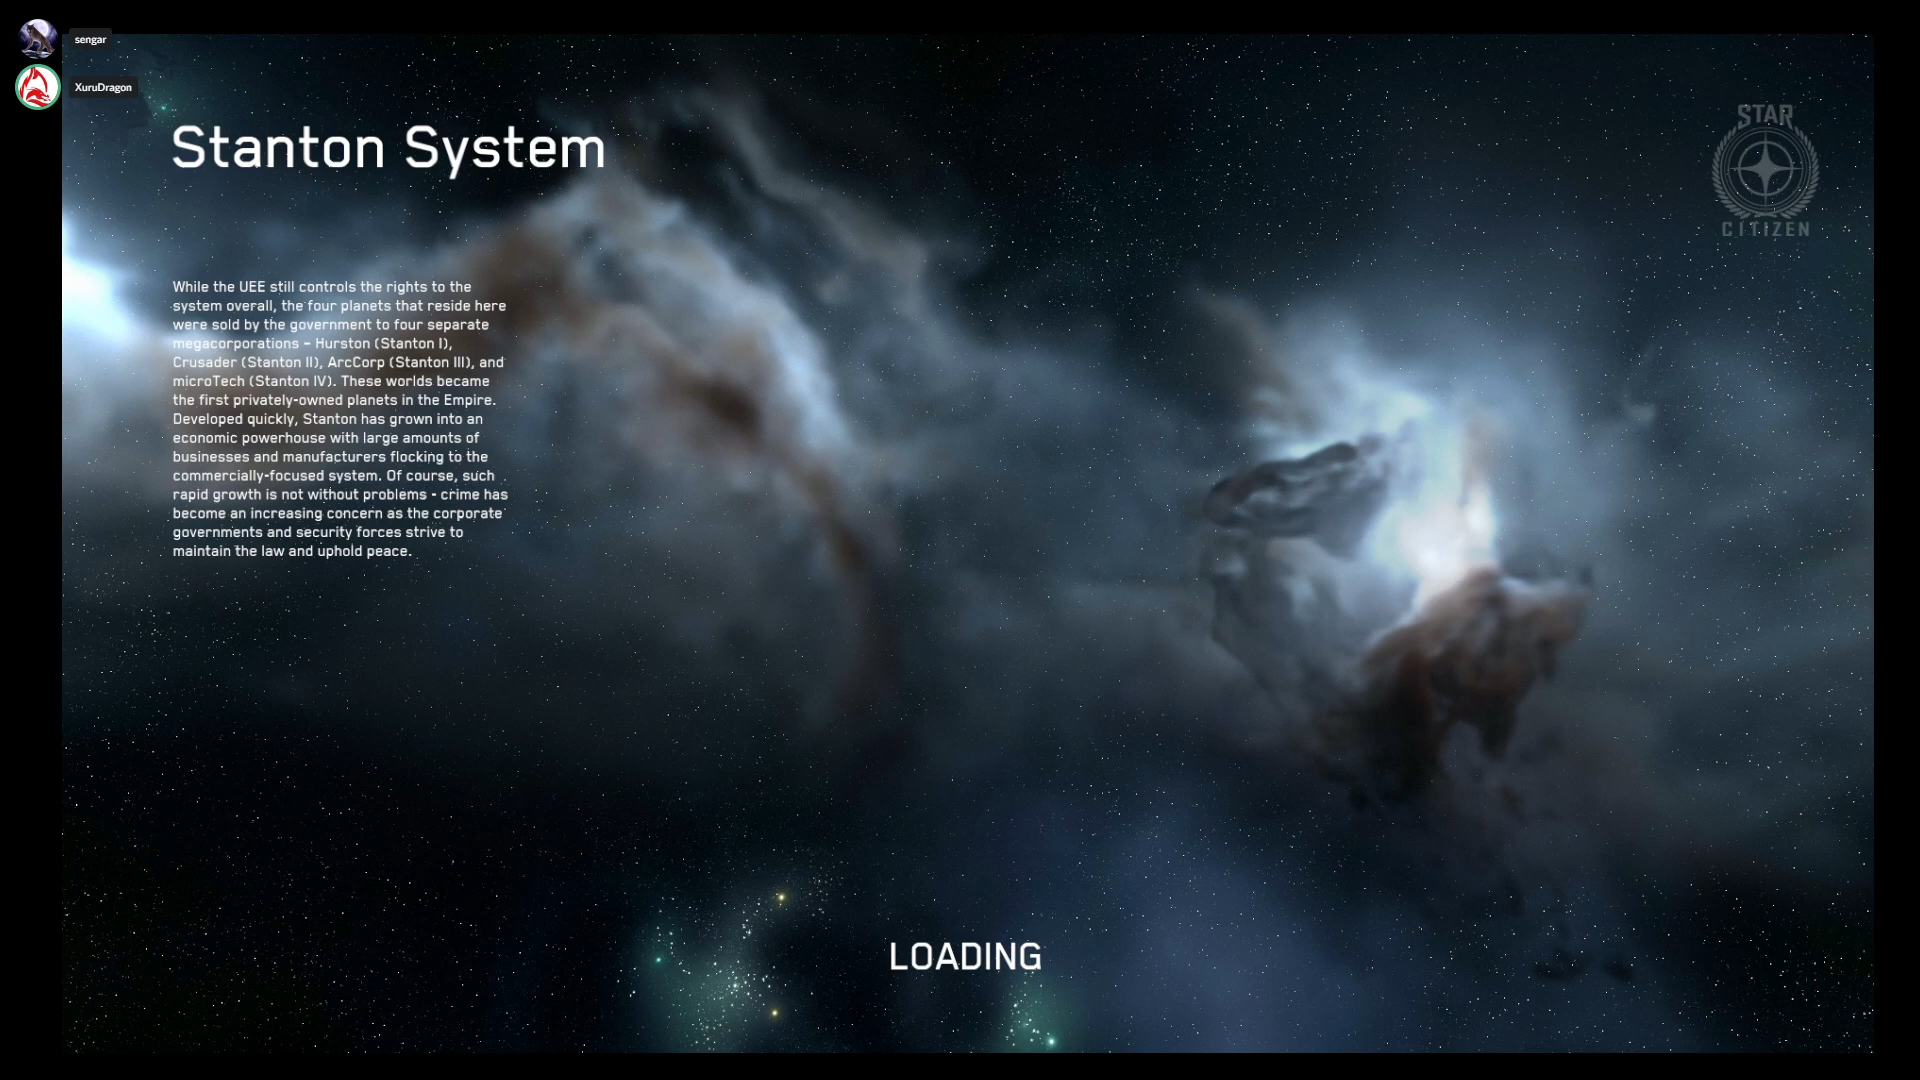 sengar
XuruDragon
Stanton System
STAR
CITIZEN
While the UEE still controls the rights to the
system overall, the four planets that reside here
were sold by the government to four separate
megacorporations – Hurston (Stanton I),
Crusader (Stanton II), ArcCorp (Stanton III), and
microTech (Stanton IV). These worlds became
the first privately-owned planets in the Empire.
Developed quickly, Stanton has grown into an
economic powerhouse with large amounts of
businesses and manufacturers flocking to the
commercially-focused system. Of course, such
rapid growth is not without problems - crime has
become an increasing concern as the corporate
governments and security forces strive to
maintain the law and uphold peace.
LOADING